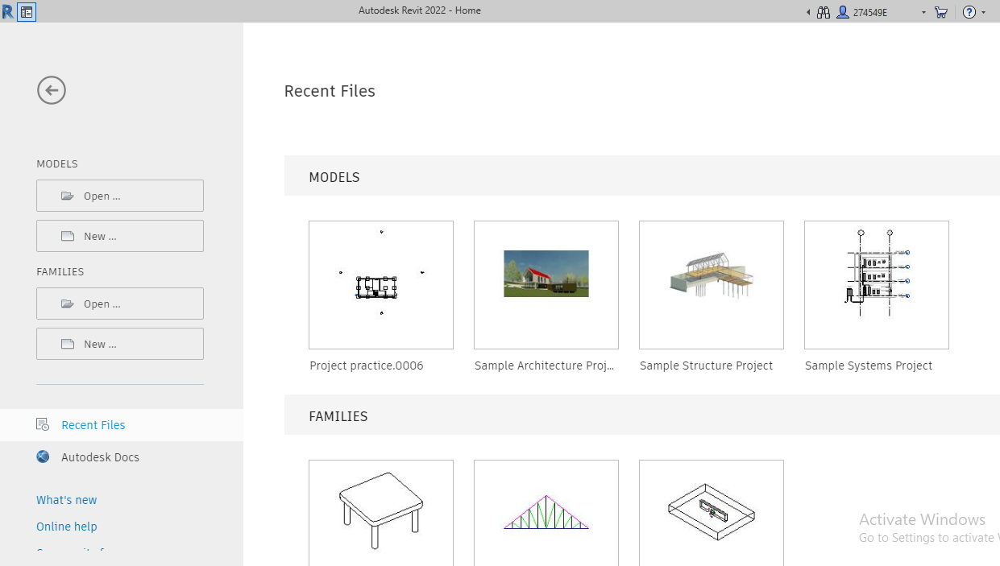 Autodesk Revit 2022 - Home
274549E
Recent Files
MODELS
Open ...
New ...
FAMILIES
Open ...
New ...
Recent Files
Autodesk Docs
What's new
Online help
MODELS
Project practice.0006
Sample Architecture Proj...
Sample Structure Project
Sample Systems Project
FAMILIES
Activate Windows
Go to Settings to activate